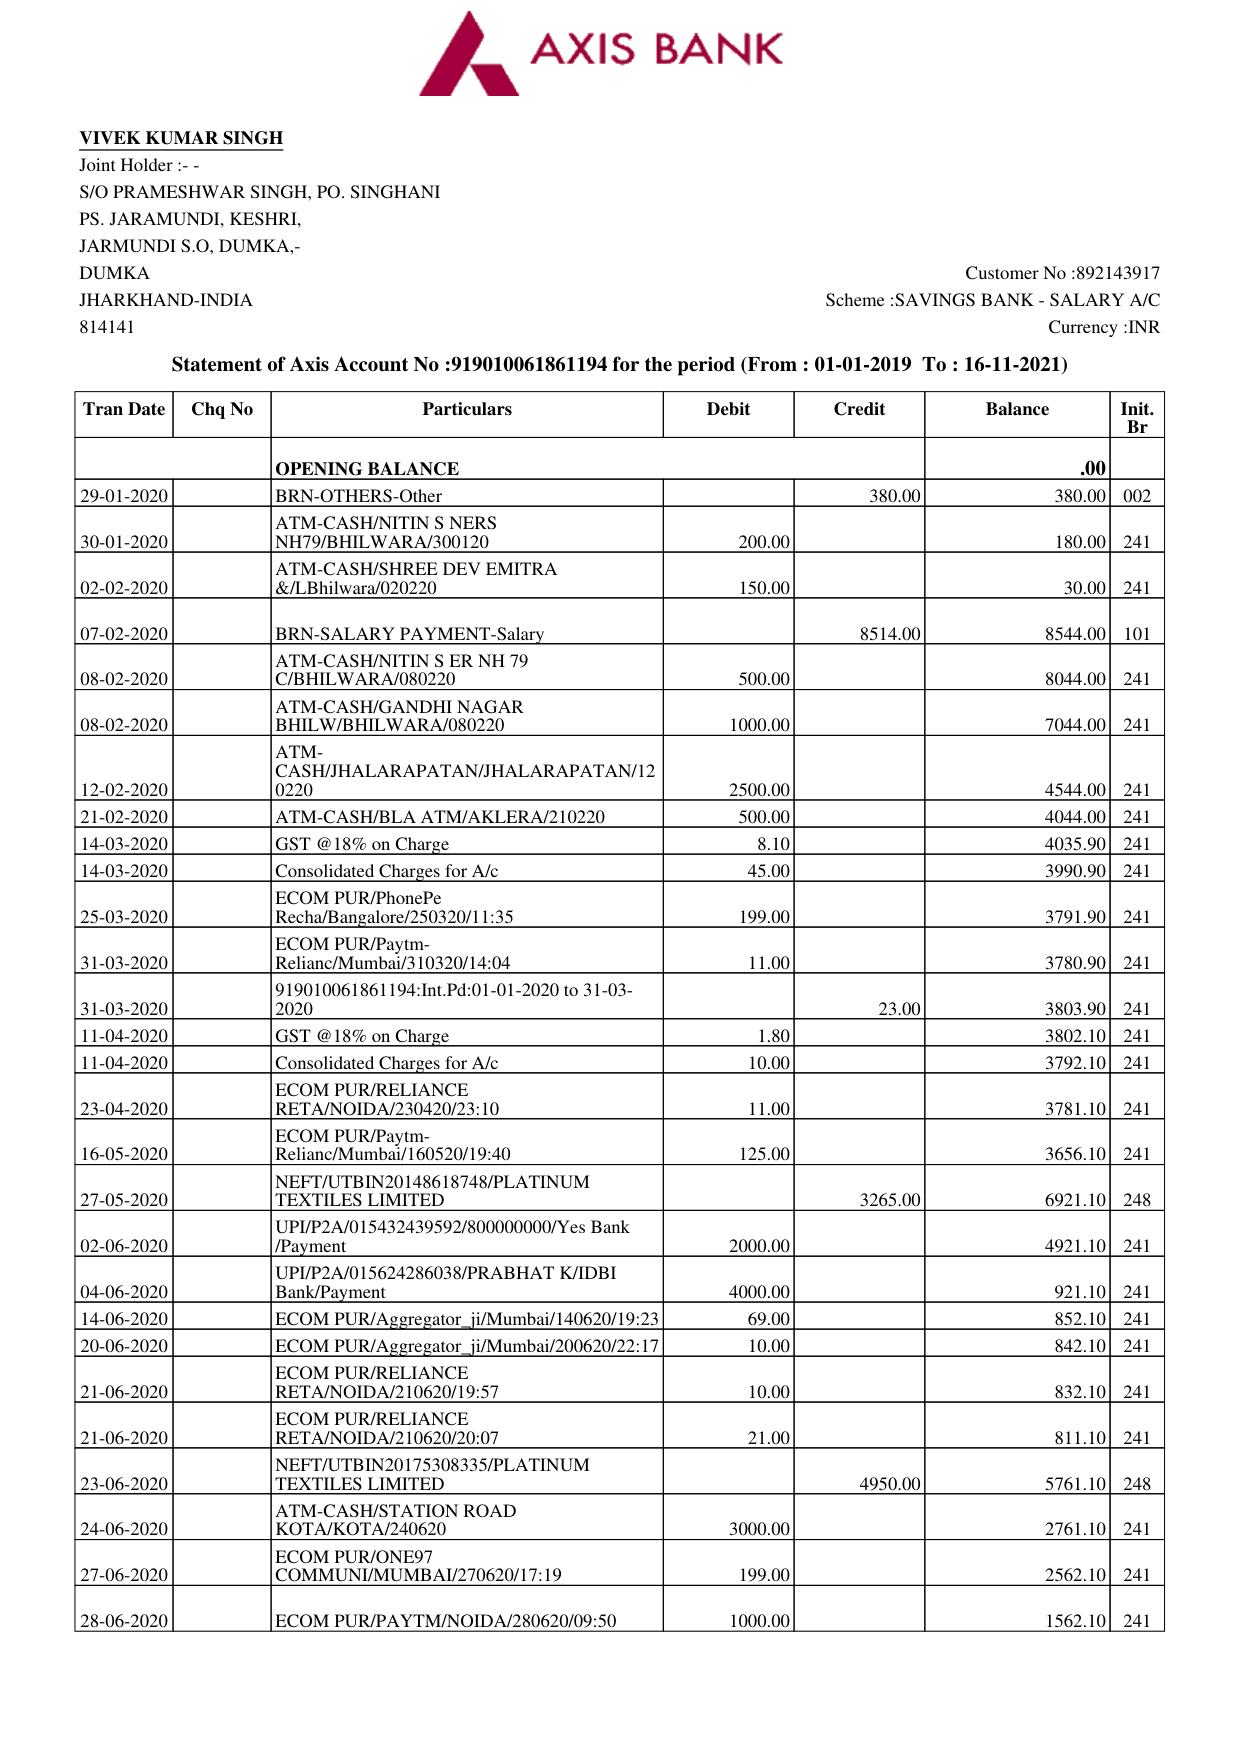 AXIS BANK
VIVEK KUMAR SINGH
Joint Holder :- -
S/O PRAMESHWAR SINGH, PO. SINGHANI
PS. JARAMUNDI, KESHRI,
JARMUNDI S.O, DUMKA,-
DUMKA Customer No :892143917
JHARKHAND-INDIA Scheme :SAVINGS BANK - SALARY A/C
814141 Currency :INR
Statement of Axis Account No :919010061861194 for the period (From : 01-01-2019 To : 16-11-2021)
Tran Date Chq No Particulars Debit Credit Balance Init.
Br
OPENING BALANCE .00
29-01-2020 BRN-OTHERS-Other 380.00 380.00 002
ATM-CASH/NITIN S NERS
30-01-2020 NH79/BHILWARA/300120 200.00 180.00 241
ATM-CASH/SHREE DEV EMITRA
02-02-2020 &/LBhilwara/020220 150.00 30.00 241
07-02-2020 BRN-SALARY PAYMENT-Salary 8514.00 8544.00 101
ATM-CASH/NITIN S ER NH 79
08-02-2020 C/BHILWARA/080220 500.00 8044.00 241
ATM-CASH/GANDHI NAGAR
08-02-2020 BHILW/BHILWARA/080220 1000.00 7044.00 241
ATM-
CASH/JHALARAPATAN/JHALARAPATAN/12
12-02-2020 0220 2500.00 4544.00 241
21-02-2020 ATM-CASH/BLA ATM/AKLERA/210220 500.00 4044.00 241
14-03-2020 GST @18% on Charge 8.10 4035.90 241
14-03-2020 Consolidated Charges for A/c 45.00 3990.90 241
ECOM PUR/PhonePe
25-03-2020 Recha/Bangalore/250320/11:35 199.00 3791.90 241
ECOM PUR/Paytm-
31-03-2020 Relianc/Mumbai/310320/14:04 11.00 3780.90 241
919010061861194:Int.Pd:01-01-2020 to 31-03-
31-03-2020 2020 23.00 3803.90 241
11-04-2020 GST @18% on Charge 1.80 3802.10 241
11-04-2020 Consolidated Charges for A/c 10.00 3792.10 241
ECOM PUR/RELIANCE
23-04-2020 RETA/NOIDA/230420/23:10 11.00 3781.10 241
ECOM PUR/Paytm-
16-05-2020 Relianc/Mumbai/160520/19:40 125.00 3656.10 241
NEFT/UTBIN20148618748/PLATINUM
27-05-2020 TEXTILES LIMITED 3265.00 6921.10 248
UPI/P2A/015432439592/800000000/Yes Bank
02-06-2020 /Payment 2000.00 4921.10 241
UPI/P2A/015624286038/PRABHAT K/IDBI
04-06-2020 Bank/Payment 4000.00 921.10 241
14-06-2020 ECOM PUR/Aggregator_ji/Mumbai/140620/19:23 69.00 852.10 241
20-06-2020 ECOM PUR/Aggregator_ji/Mumbai/200620/22:17 10.00 842.10 241
ECOM PUR/RELIANCE
21-06-2020 RETA/NOIDA/210620/19:57 10.00 832.10 241
ECOM PUR/RELIANCE
21-06-2020 RETA/NOIDA/210620/20:07 21.00 811.10 241
NEFT/UTBIN20175308335/PLATINUM
23-06-2020 TEXTILES LIMITED 4950.00 5761.10 248
ATM-CASH/STATION ROAD
24-06-2020 KOTA/KOTA/240620 3000.00 2761.10 241
ECOM PUR/ONE97
27-06-2020 COMMUNI/MUMBAI/270620/17:19 199.00 2562.10 241
28-06-2020 ECOM PUR/PAYTM/NOIDA/280620/09:50 1000.00 1562.10 241